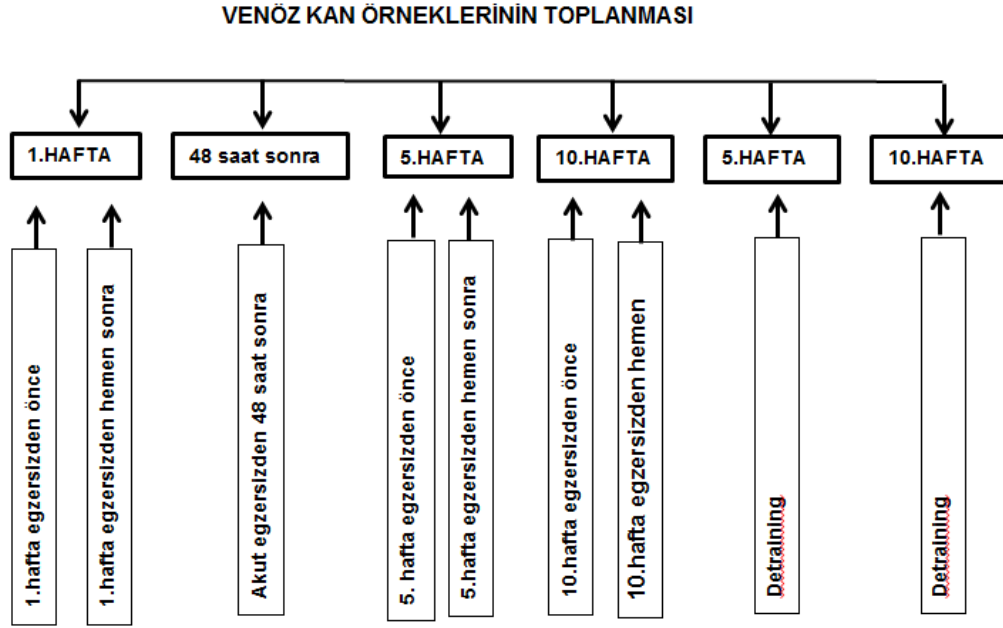 VENÖZ KAN ÖRNEKLERİNİN TOPLANMASI
1.HAFTA
48 saat sonra
5.HAFTA
10.HAFTA
5.HAFTA
10.HAFTA
1.hafta egzersizden önce
1.hafta egzersizden hemen sonra
Akut egzersizden 48 saat sonra
5. hafta egzersizden önce
5.hafta egzersizden hemen sonra
10.hafta egzersizden önce
10.hafta egzersizden hemen
Detraining
Detraining